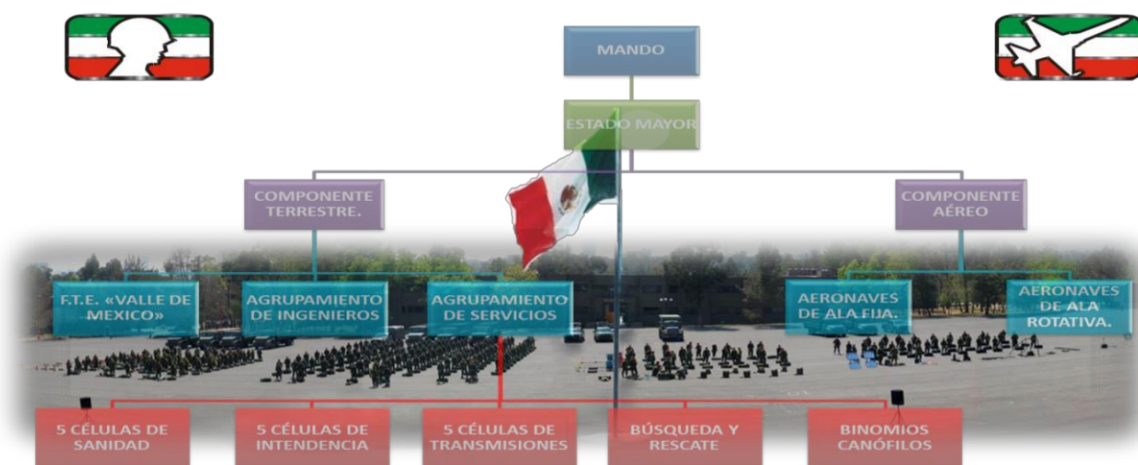 MANDO
ESTADO MAYOR
COMPONENTE
TERRESTRE.
COMPONENTE
AÉREO
F.T.E. «VALLE DE
MEXICO»
AGRUPAMIENTO
DE INGENIEROS
AGRUPAMIENTO
DE SERVICIOS
AERONAVES
DE ALA FIJA.
AERONAVES
DE ALA
ROTATIVA.
5 CÉLULAS DE
SANIDAD
5 CÉLULAS DE
INTENDENCIA
5 CÉLULAS DE
TRANSMISIONES
BÚSQUEDA Y
RESCATE
BINOMIOS
CANÓFILOS